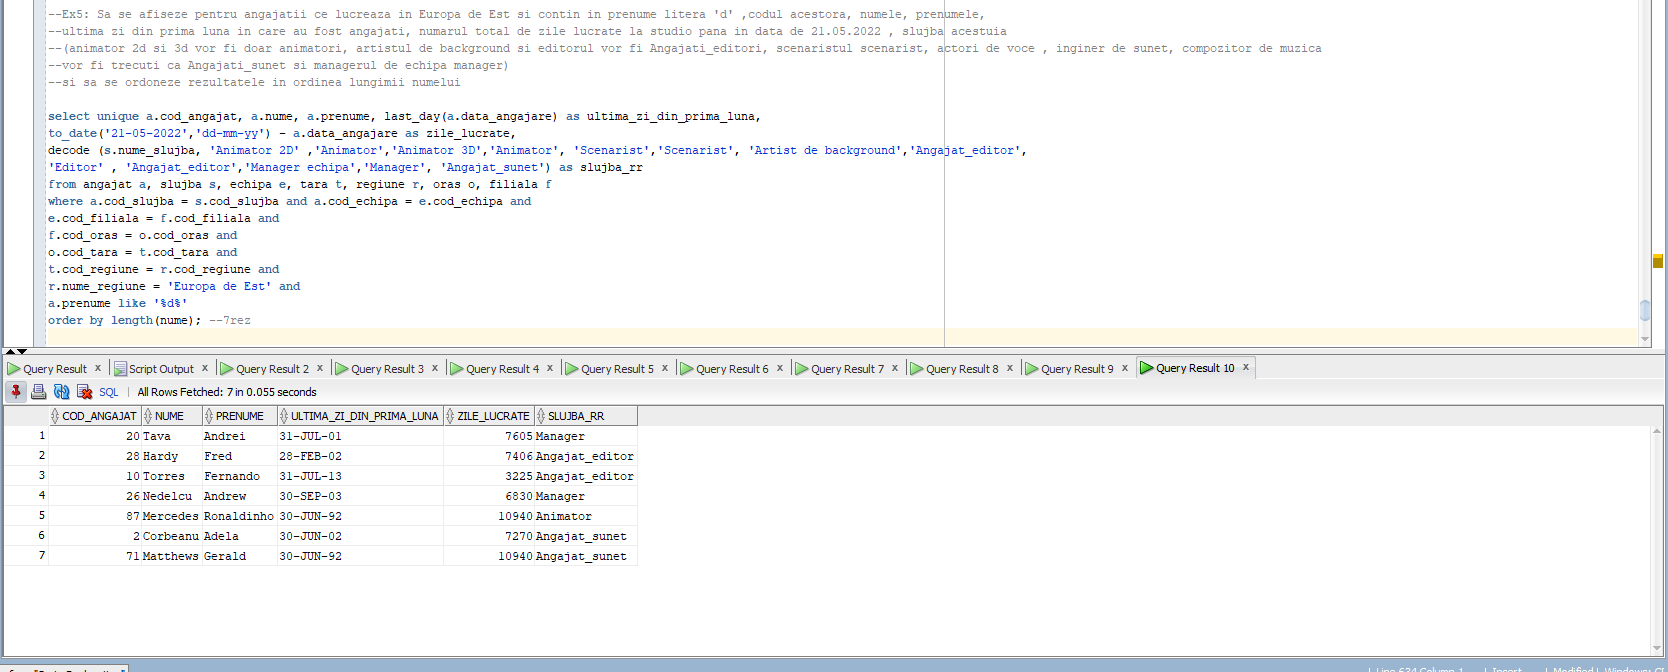 --Ex5: Sa se afiseze pentru angajatii ce lucreaza in Europa de Est si contin in prenume litera 'd' ,codul acestora, numele, prenumele,
--ultima zi din prima luna in care au fost angajati, numarul total de zile lucrate la studio pana in data de 21.05.2022 , slujba acestuia
--(animator 2d si 3d vor fi doar animatori, artistul de background si editorul vor fi Angajati_editori, scenaristul scenarist, actori de voce , inginer de sunet, compozitor de muzica
--vor fi trecuti ca Angajati_sunet si managerul de echipa manager)
--si sa se ordoneze rezultatele in ordinea lungimii numelui
select unique a.cod_angajat, a.nume, a.prenume, last_day(a.data_angajare) as ultima_zi_din_prima_luna,
to_date('21-05-2022','dd-mm-yy') - a.data_angajare as zile_lucrate,
decode (s.nume_slujba, 'Animator 2D' ,'Animator','Animator 3D','Animator', 'Scenarist','Scenarist', 'Artist de background','Angajat_editor',
'Editor' , 'Angajat_editor','Manager echipa','Manager', 'Angajat_sunet') as slujba_rr
from angajat a, slujba s, echipa e, tara t, regiune r, oras o, filiala f
where a.cod_slujba = s.cod_slujba and a.cod_echipa = e.cod_echipa and
e.cod_filiala = f.cod_filiala and
f.cod_oras = o.cod_oras and
o.cod_tara = t.cod_tara and
t.cod_regiune = r.cod_regiune and
r.nume_regiune = 'Europa de Est' and
a.prenume like '%d%'
order by length(nume); --7rez
Query Result x Script Output x Query Result 2 x Query Result 3 x Query Result 4 x Query Result 5 x Query Result 6 x Query Result 7 x Query Result 8 x Query Result 9 x Query Result 10 x
SQL | All Rows Fetched: 7 in 0.055 seconds
COD_ANGAJAT NUME PRENUME ULTIMA_ZI_DIN_PRIMA_LUNA ZILE_LUCRATE SLUJBA_RR
1 20 Tava Andrei 31-JUL-01 7605 Manager
2 28 Hardy Fred 28-FEB-02 7406 Angajat_editor
3 10 Torres Fernando 31-JUL-13 3225 Angajat_editor
4 26 Nedelcu Andrew 30-SEP-03 6830 Manager
5 87 Mercedes Ronaldinho 30-JUN-92 10940 Animator
6 2 Corbeanu Adela 30-JUN-02 7270 Angajat_sunet
7 71 Matthews Gerald 30-JUN-92 10940 Angajat_sunet